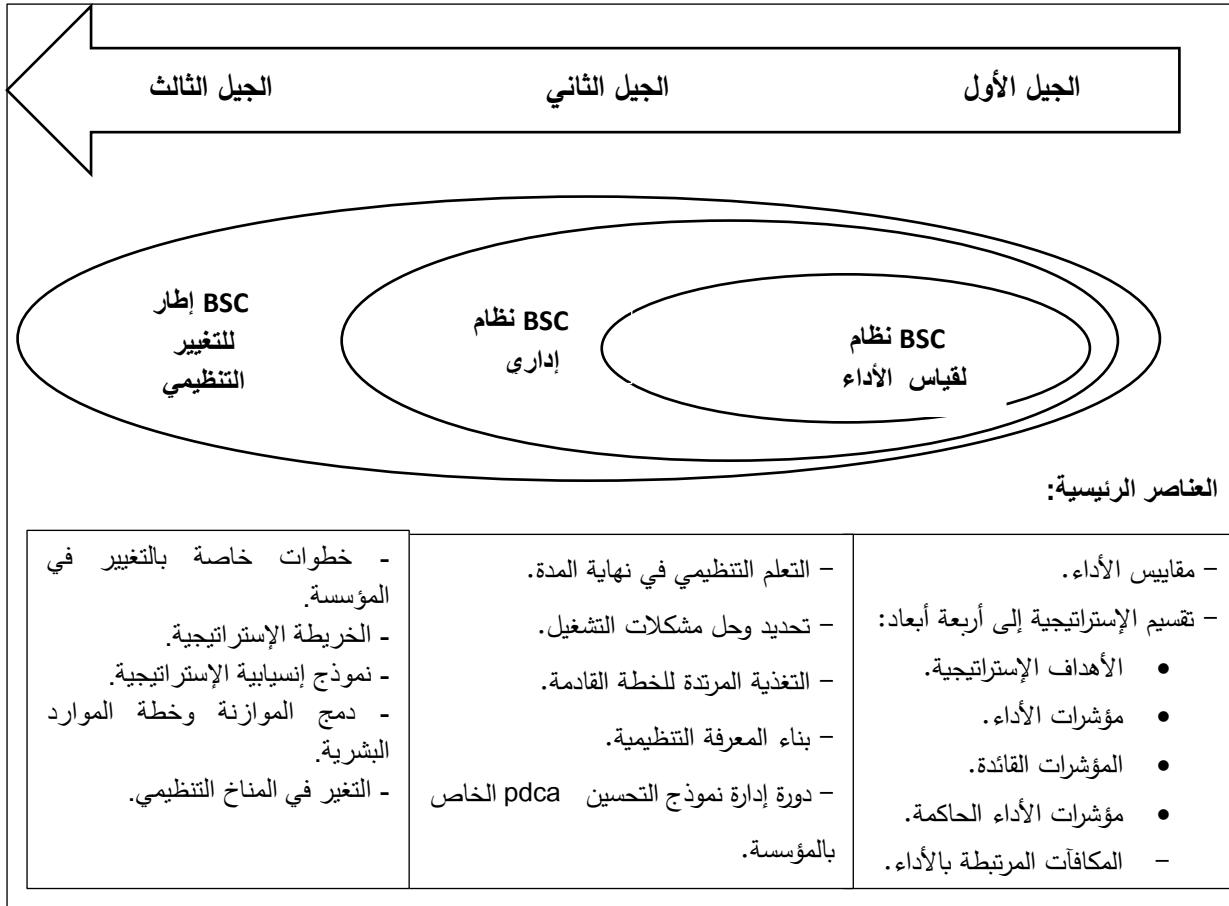 الجيل الأول
الجيل الثاني
الجيل الثالث
BSC نظام
لقياس الأداء
BSC نظام
إداري
BSC إطار
للتغيير
التنظيمي
العناصر الرئيسية:
– مقاييس الأداء.
– تقسيم الإستراتيجية إلى أربعة أبعاد:
• الأهداف الإستراتيجية.
• مؤشرات الأداء.
• المؤشرات القائدة.
• مؤشرات الأداء الحاكمة.
– المكافآت المرتبطة بالأداء.
– التعلم التنظيمي في نهاية المدة.
– تحديد وحل مشكلات التشغيل.
– التغذية المرتدة للخطة القادمة.
– بناء المعرفة التنظيمية.
– دورة إدارة نموذج التحسين pdca الخاص
بالمؤسسة.
- خطوات خاصة بالتغيير في
المؤسسة.
- الخريطة الإستراتيجية.
- نموذج إنسيابية الإستراتيجية.
- دمج الموازنة وخطة الموارد
البشرية.
- التغير في المناخ التنظيمي.